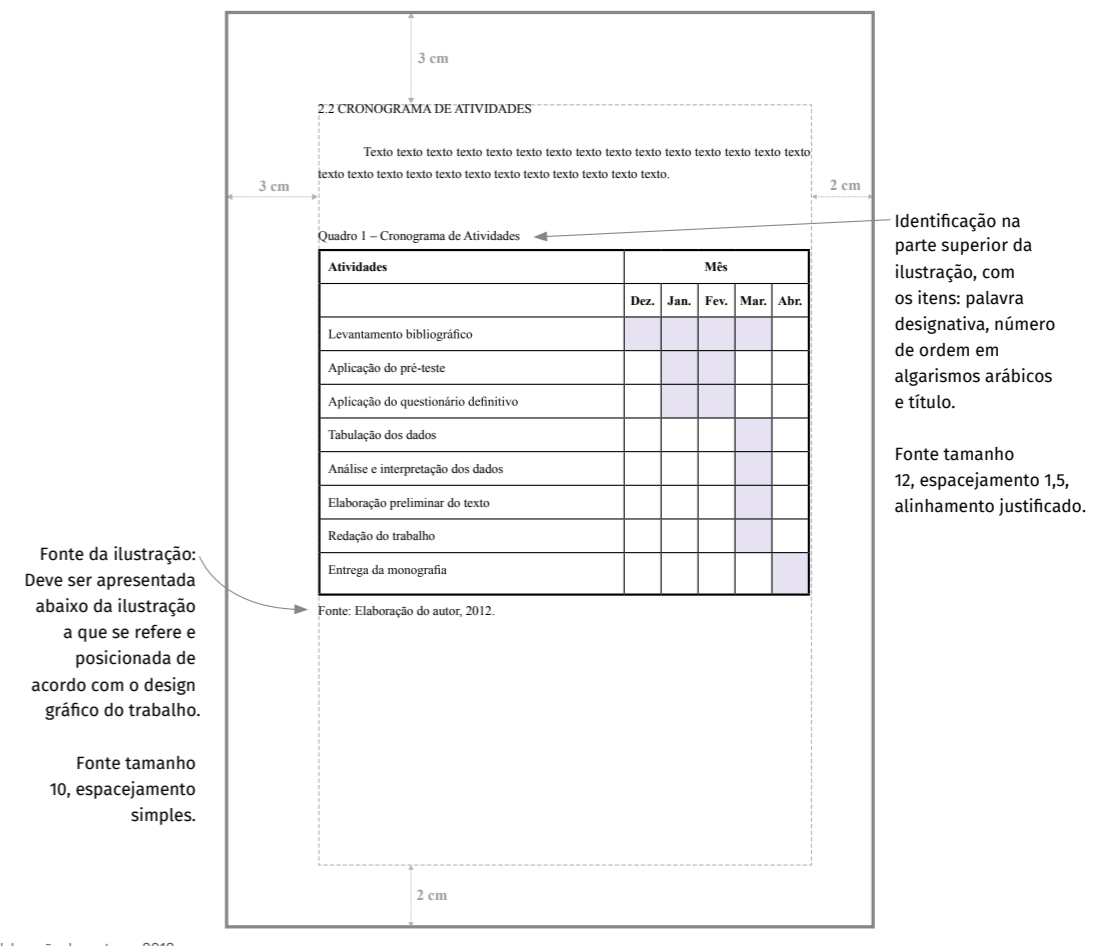 3 cm
2.2 CRONOGRAMA DE ATIVIDADES
Texto texto texto texto texto texto texto texto texto texto texto texto texto texto texto
texto texto texto texto texto texto texto texto texto texto texto texto.
3 cm
2 cm
Quadro 1 – Cronograma de Atividades
Atividades Mês
Dez. Jan. Fev. Mar. Abr.
Levantamento bibliográfico
Aplicação do pré-teste
Aplicação do questionário definitivo
Tabulação dos dados
Análise e interpretação dos dados
Elaboração preliminar do texto
Redação do trabalho
Entrega da monografia
Fonte: Elaboração do autor, 2012.
2 cm
Identificação na
parte superior da
ilustração, com
os itens: palavra
designativa, número
de ordem em
algarismos arábicos
e título.
Fonte tamanho
12, espacejamento 1,5,
alinhamento justificado.
Fonte da ilustração:
Deve ser apresentada
abaixo da ilustração
a que se refere e
posicionada de
acordo com o design
gráfico do trabalho.
Fonte tamanho
10, espacejamento
simples.